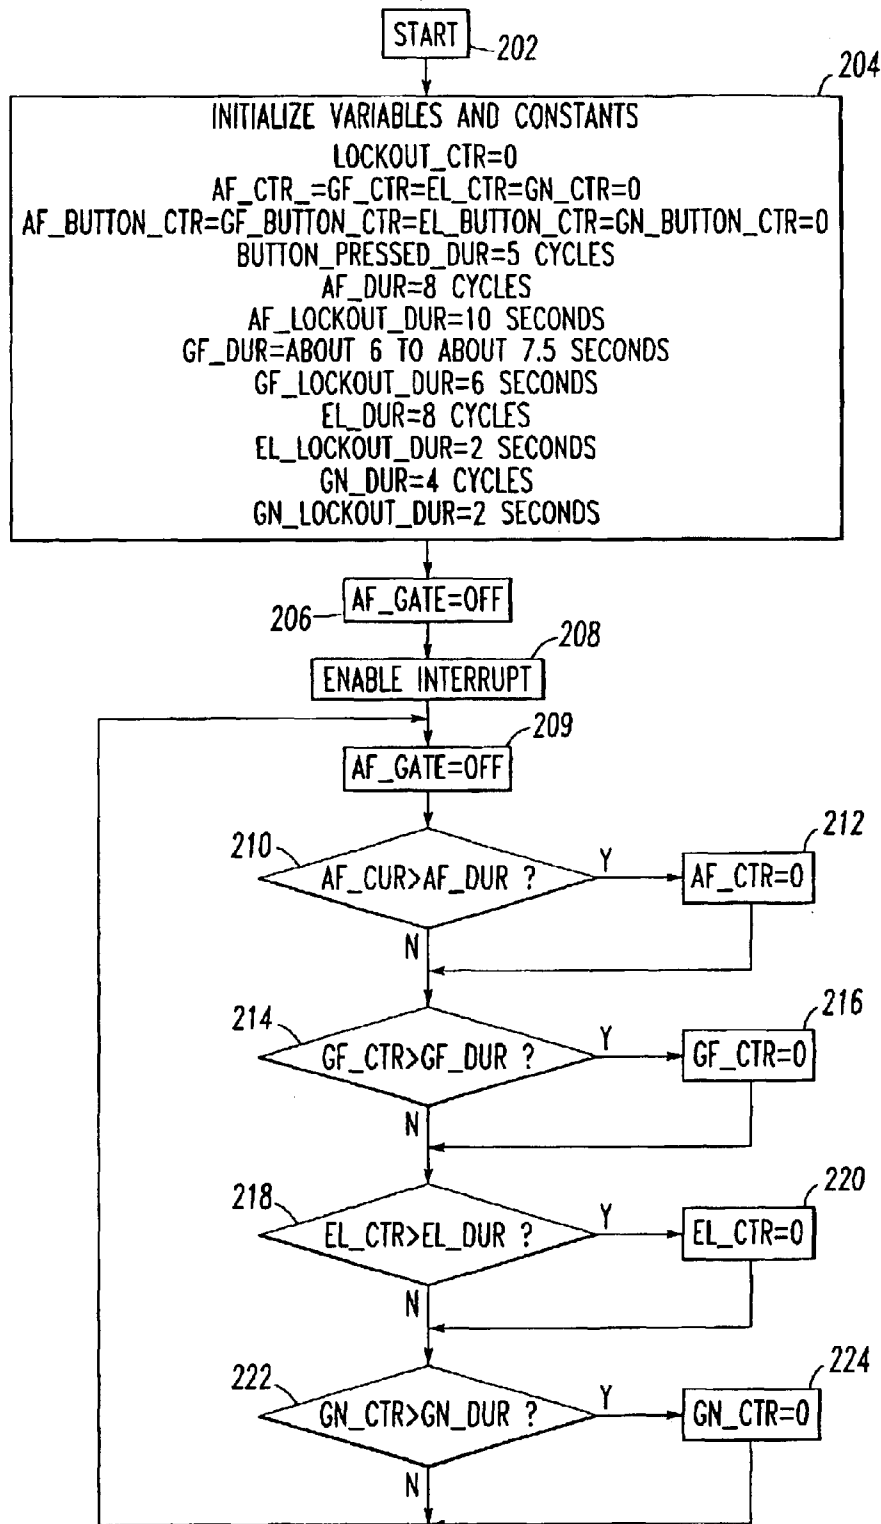 START
202
204
INITIALIZE VARIABLES AND CONSTANTS
LOCKOUT_CTR=0
AF_CTR_=GF_CTR=EL_CTR=GN_CTR=0
AF_BUTTON_CTR=GF_BUTTON_CTR=EL_BUTTON_CTR=GN_BUTTON_CTR=0
BUTTON_PRESSED_DUR=5 CYCLES
AF_DUR=8 CYCLES
AF_LOCKOUT_DUR=10 SECONDS
GF_DUR=ABOUT 6 TO ABOUT 7.5 SECONDS
GF_LOCKOUT_DUR=6 SECONDS
EL_DUR=8 CYCLES
EL_LOCKOUT_DUR=2 SECONDS
GN_DUR=4 CYCLES
GN_LOCKOUT_DUR=2 SECONDS
206
AF_GATE=OFF
208
ENABLE INTERRUPT
209
AF_GATE=OFF
210
AF_CUR>AF_DUR ?
Y
212
AF_CTR=0
N
214
GF_CTR>GF_DUR ?
Y
216
GF_CTR=0
N
218
EL_CTR>EL_DUR ?
Y
220
EL_CTR=0
N
222
GN_CTR>GN_DUR ?
Y
224
GN_CTR=0
N